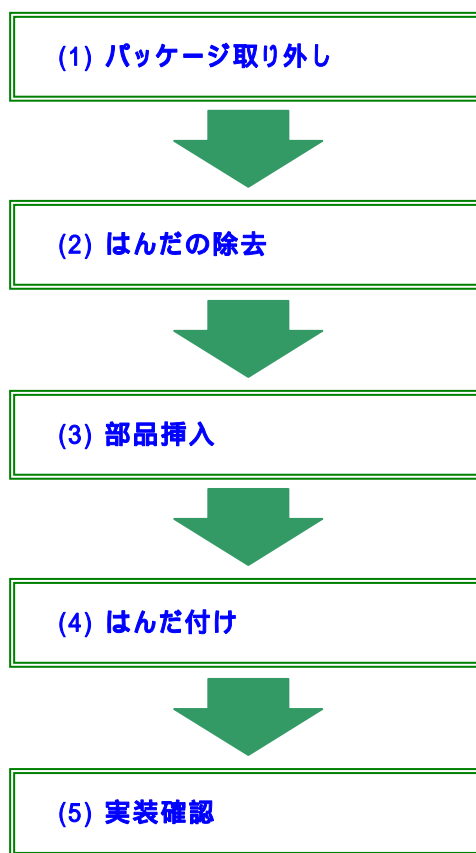 (1) パッケージ取り外し
(2) はんだの除去
(3) 部品挿入
(4) はんだ付け
(5) 実装確認